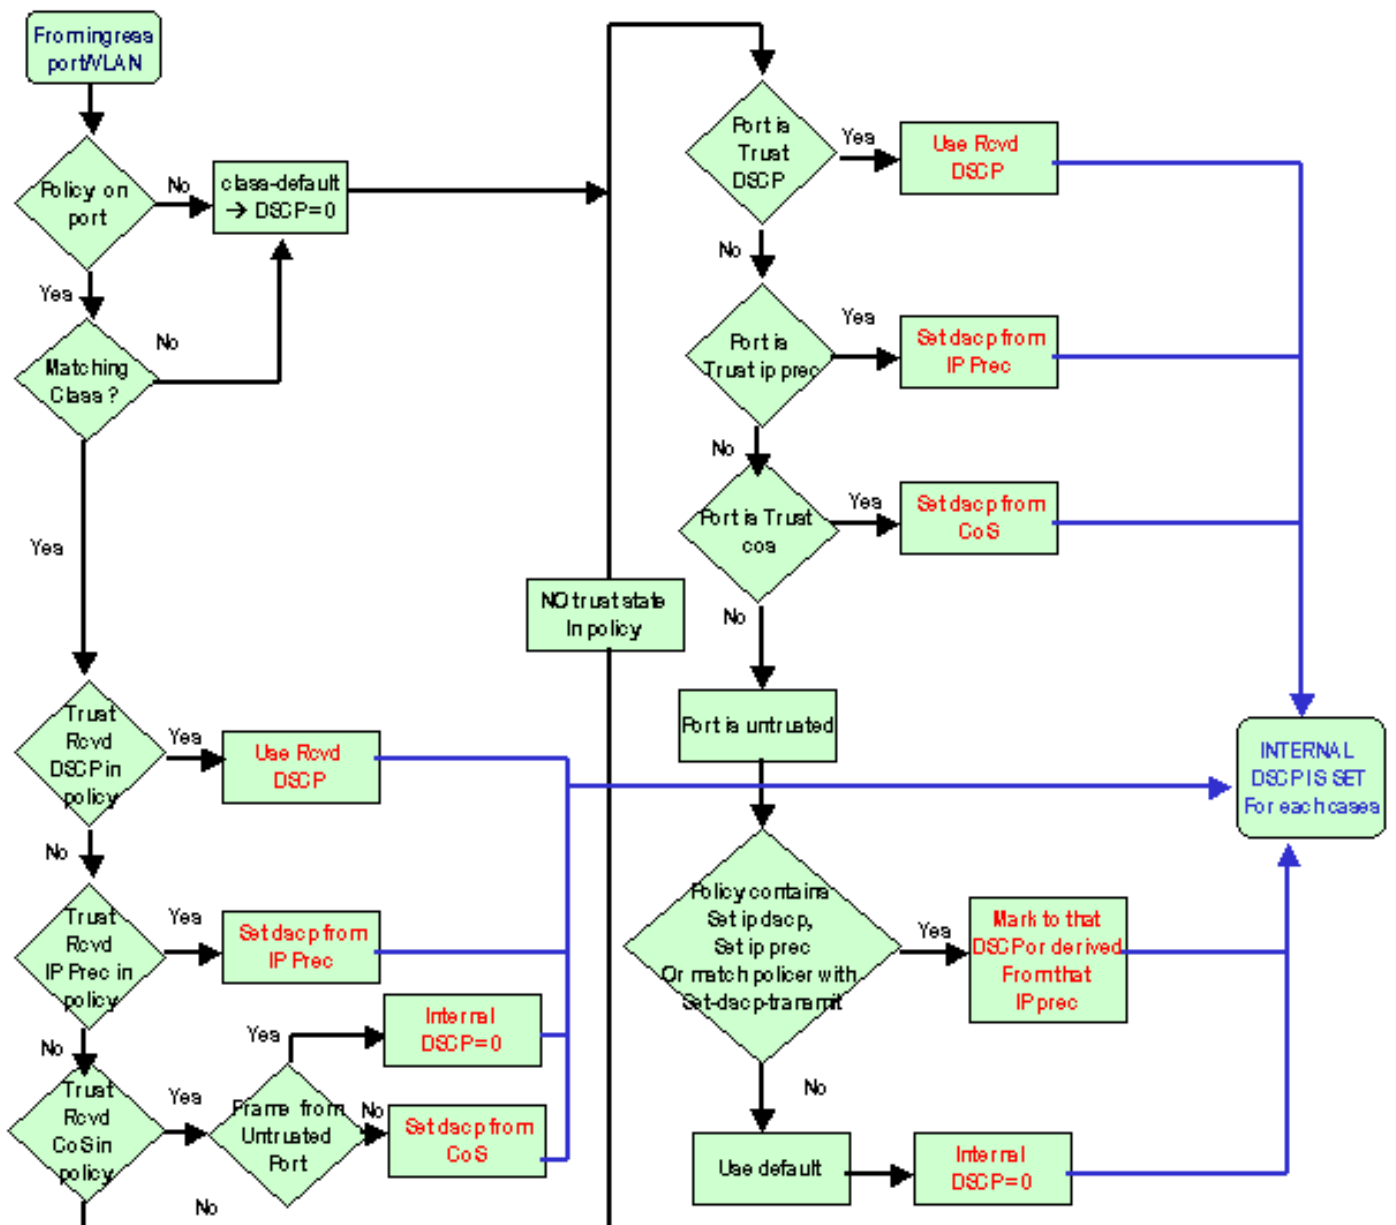 From ingress
port/VLAN
Policy on
port
No
class-default
→ DSCP=0
Yes
Matching
Class?
No
Yes
Trust
Rcvd
DSCP in
policy
Yes
Use Rcvd
DSCP
No
Trust
Rcvd
IP Prec in
policy
Yes
Set dscp from
IP Prec
No
Trust
Rcvd
CoS in
policy
Yes
No
Frame from
Untrusted
Port
Yes
Internal
DSCP=0
No
Set dscp from
CoS
NO trust state
In policy
Port is
Trust
DSCP
Yes
Use Rcvd
DSCP
No
Port is
Trust ip prec
Yes
Set dscp from
IP Prec
No
Port is Trust
cos
Yes
Set dscp from
CoS
No
Port is untrusted
Policy contains
Set ip dscp,
Set ip prec
Or match policer with
Set-dscp-transmit
Yes
Mark to that
DSCP or derived
From that
IP prec
No
Use default
Internal
DSCP=0
INTERNAL
DSCP IS SET
For each cases